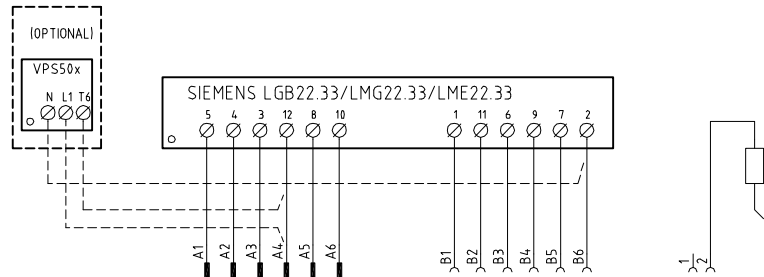 (OPTIONAL)
VPS50x
N L1 T6
SIEMENS LGB22.33/LMG22.33/LME22.33
5 4 3 12 8 10 1 11 6 9 7 2
A1 A2 A3 A4 A5 A6 B1 B2 B3 B4 B5 B6 1 2